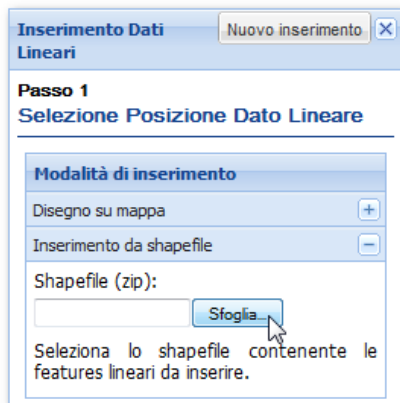 Inserimento Dati Lineari
Nuovo inserimento
Passo 1
Selezione Posizione Dato Lineare
Modalità di inserimento
Disegno su mappa
Inserimento da shapefile
Shapefile (zip):
Sfoglia...
Seleziona lo shapefile contenente le
features lineari da inserire.